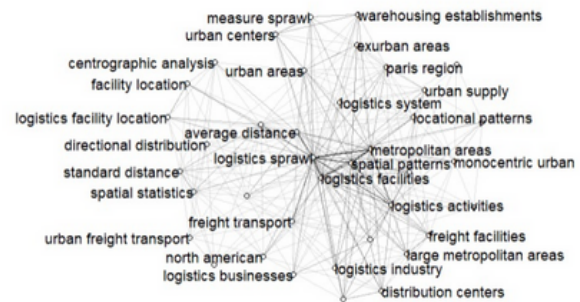 measure sprawl
warehousing establishments
urban centers
exurban areas
centrographic analysis
urban areas
paris region
facility location
urban supply
logistics system
logistics facility location
locational patterns
average distance
directional distribution
metropolitan areas
logistics sprawl
spatial patterns
monocentric urban
standard distance
logistics facilities
spatial statistics
logistics activities
freight transport
urban freight transport
freight facilities
north american
large metropolitan areas
logistics businesses
logistics industry
distribution centers